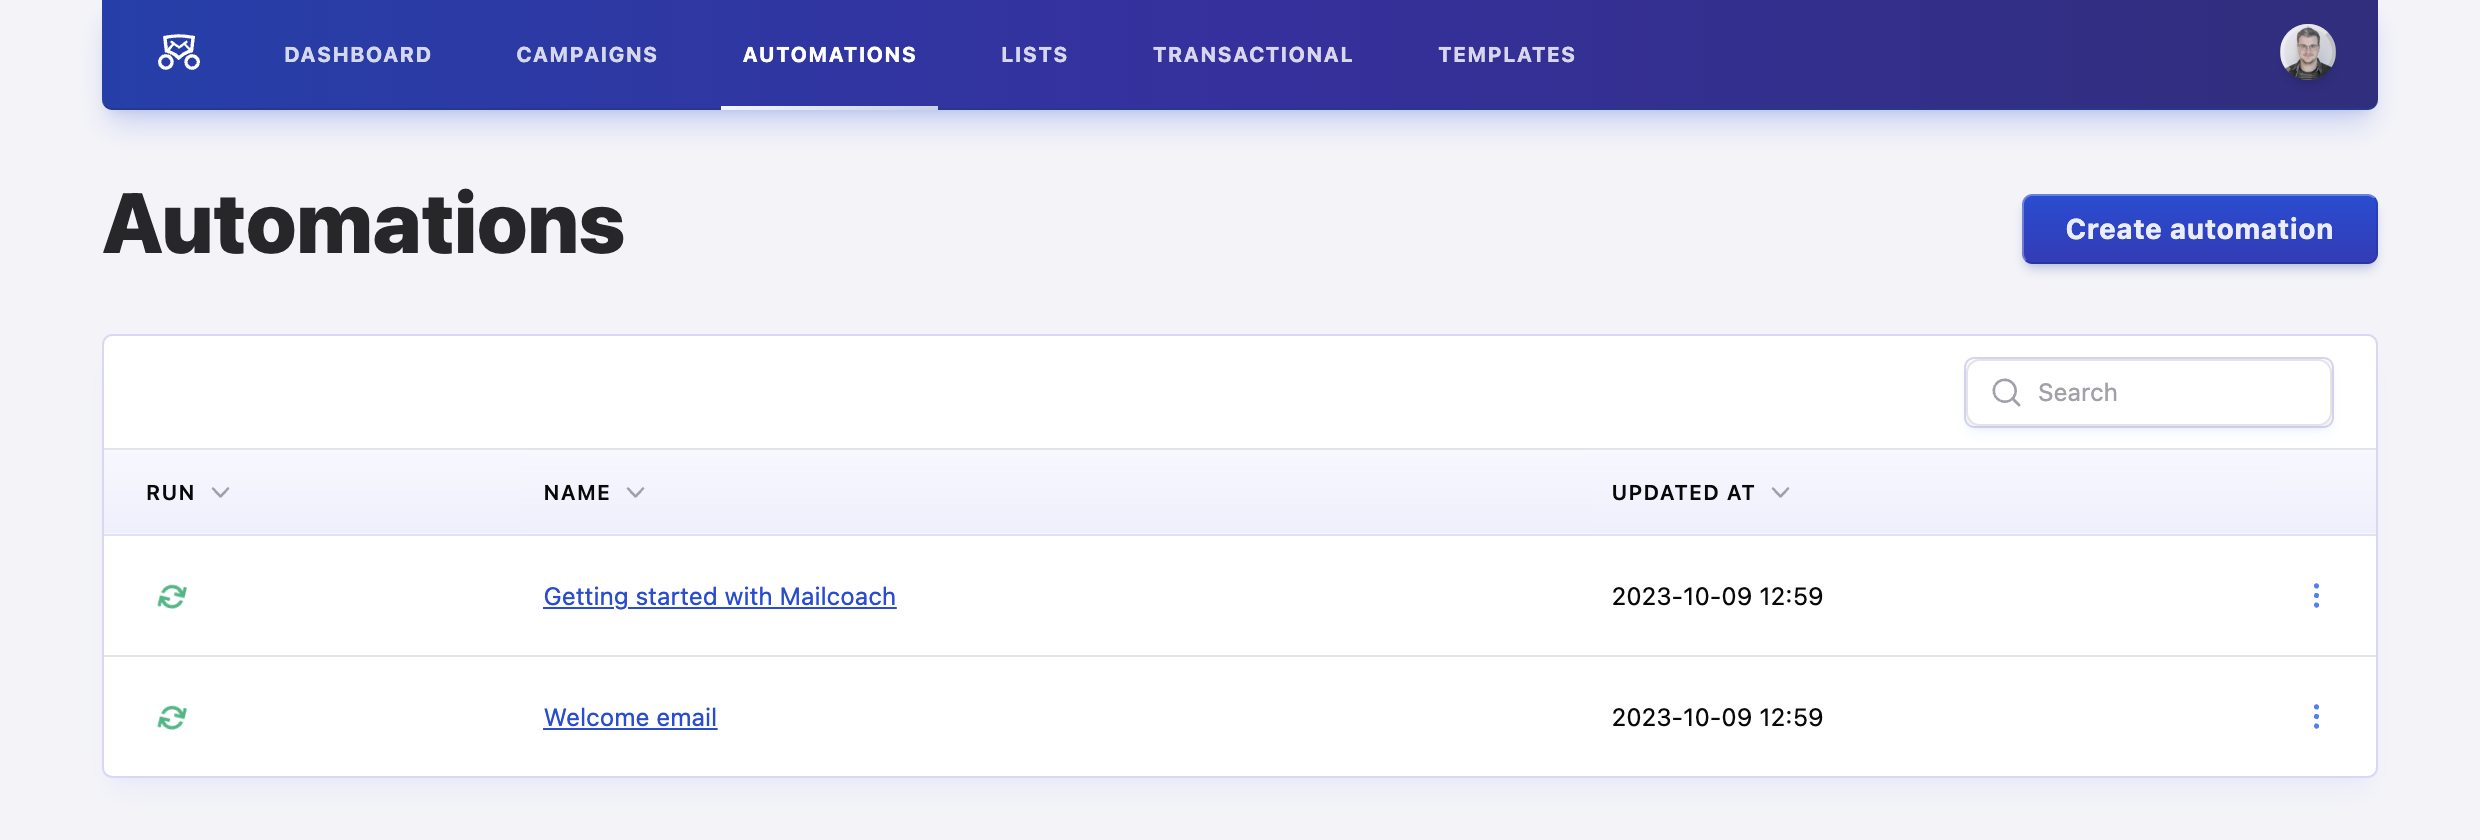 DASHBOARD CAMPAIGNS AUTOMATIONS LISTS TRANSACTIONAL TEMPLATES
Automations
Create automation
Search
RUN NAME UPDATED AT
Getting started with Mailcoach 2023-10-09 12:59
Welcome email 2023-10-09 12:59